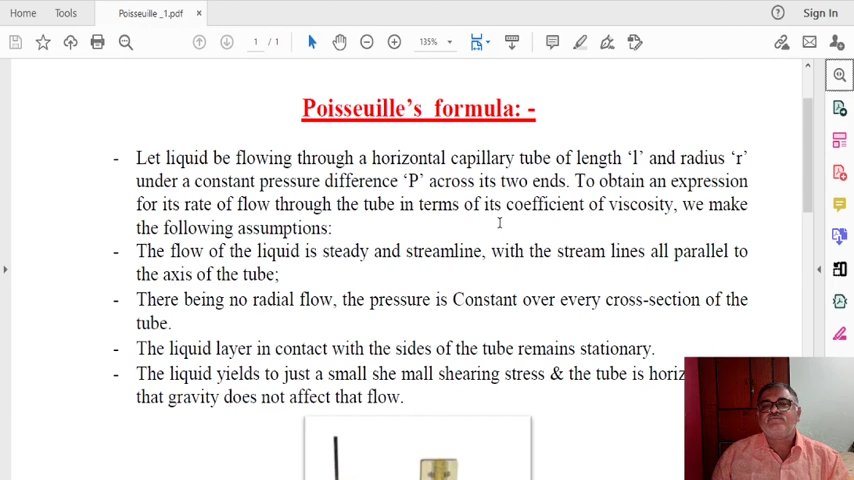 Home Tools Poisseuille _1.pdf × ? Sign In
1 / 1 135%
Poisseuille’s formula: -
- Let liquid be flowing through a horizontal capillary tube of length ‘l’ and radius ‘r’
under a constant pressure difference ‘P’ across its two ends. To obtain an expression
for its rate of flow through the tube in terms of its coefficient of viscosity, we make
the following assumptions:
- The flow of the liquid is steady and streamline, with the stream lines all parallel to
the axis of the tube;
- There being no radial flow, the pressure is Constant over every cross-section of the
tube.
- The liquid layer in contact with the sides of the tube remains stationary.
- The liquid yields to just a small she mall shearing stress & the tube is
that gravity does not affect that flow.